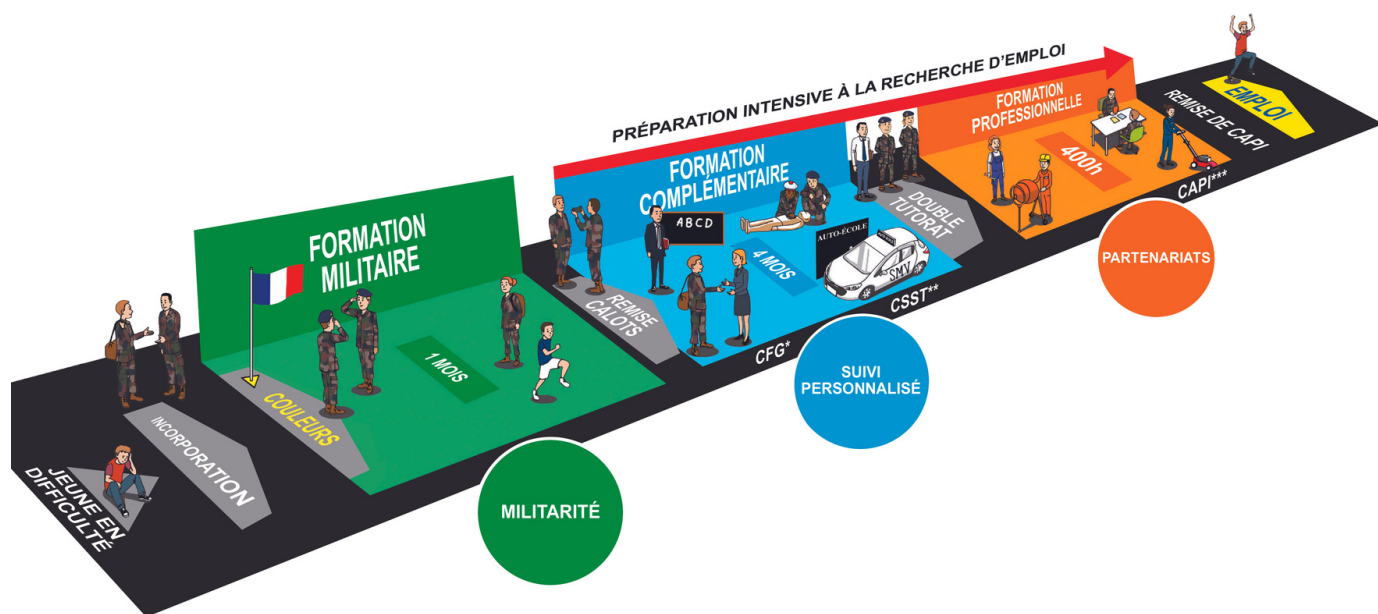 JEUNE EN
DIFFICULTÉ
INCORPORATION
COULEURS
FORMATION
MILITAIRE
1 MOIS
MILITARITÉ
REMISE
CALOTS
PRÉPARATION INTENSIVE À LA RECHERCHE D'EMPLOI
FORMATION
COMPLÉMENTAIRE
ABCD
4 MOIS
AUTO-ÉCOLE
SMV
CFG*
CSST**
SUIVI
PERSONNALISÉ
DOUBLE
TUTORAT
FORMATION
PROFESSIONNELLE
400h
CAPI***
PARTENARIATS
REMISE DE CAPI
EMPLOI